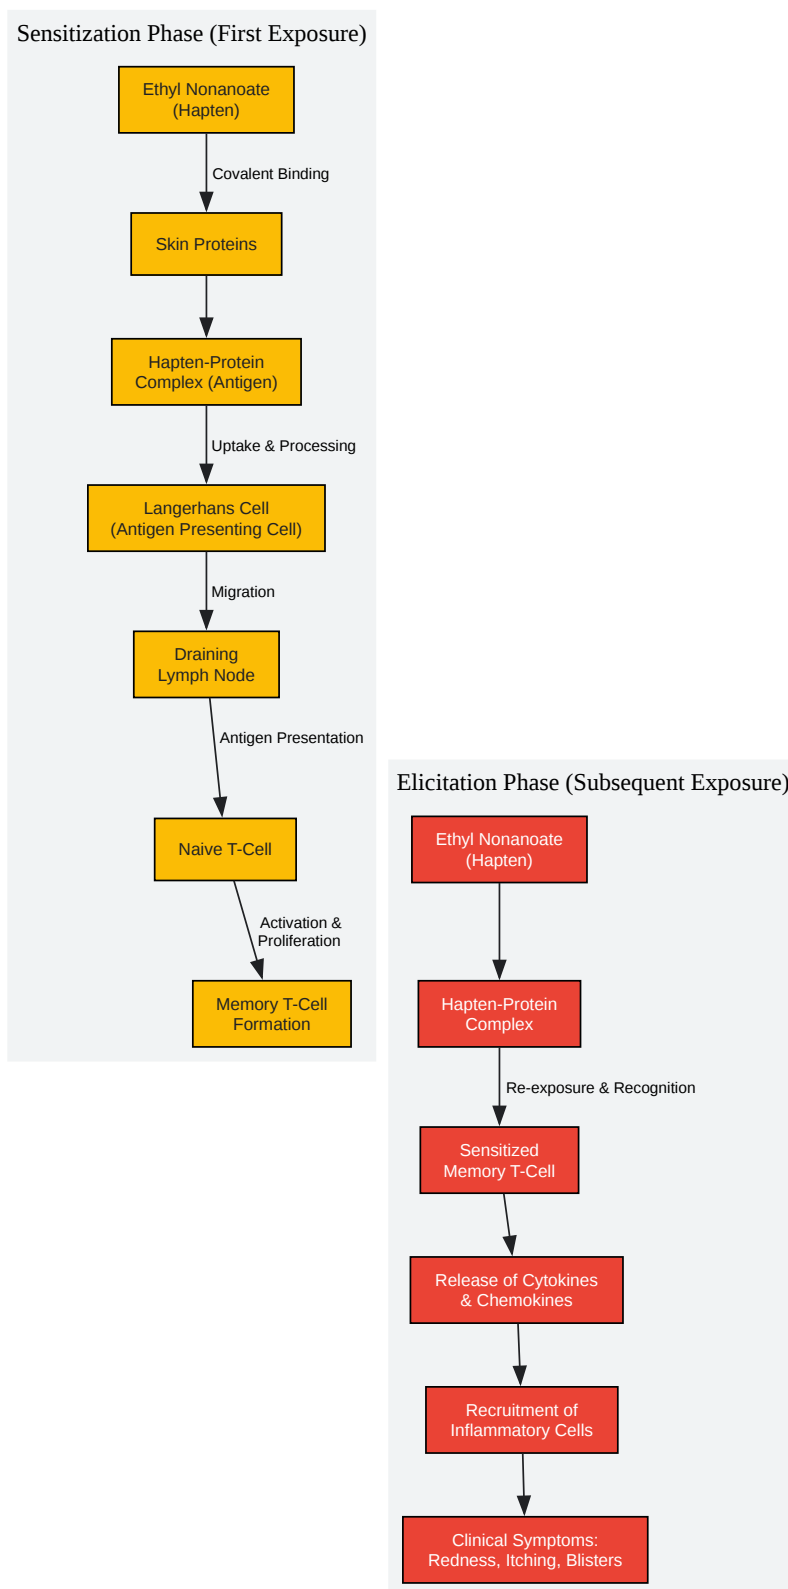 Sensitization Phase (First Exposure)
Ethyl Nonanoate
(Hapten)
Covalent Binding
Skin Proteins
Hapten-Protein
Complex (Antigen)
Uptake & Processing
Langerhans Cell
(Antigen Presenting Cell)
Migration
Draining
Lymph Node
Antigen Presentation
Naive T-Cell
Activation &
Proliferation
Memory T-Cell
Formation
Elicitation Phase (Subsequent Exposure)
Ethyl Nonanoate
(Hapten)
Hapten-Protein
Complex
Re-exposure & Recognition
Sensitized
Memory T-Cell
Release of Cytokines
& Chemokines
Recruitment of
Inflammatory Cells
Clinical Symptoms:
Redness, Itching, Blisters